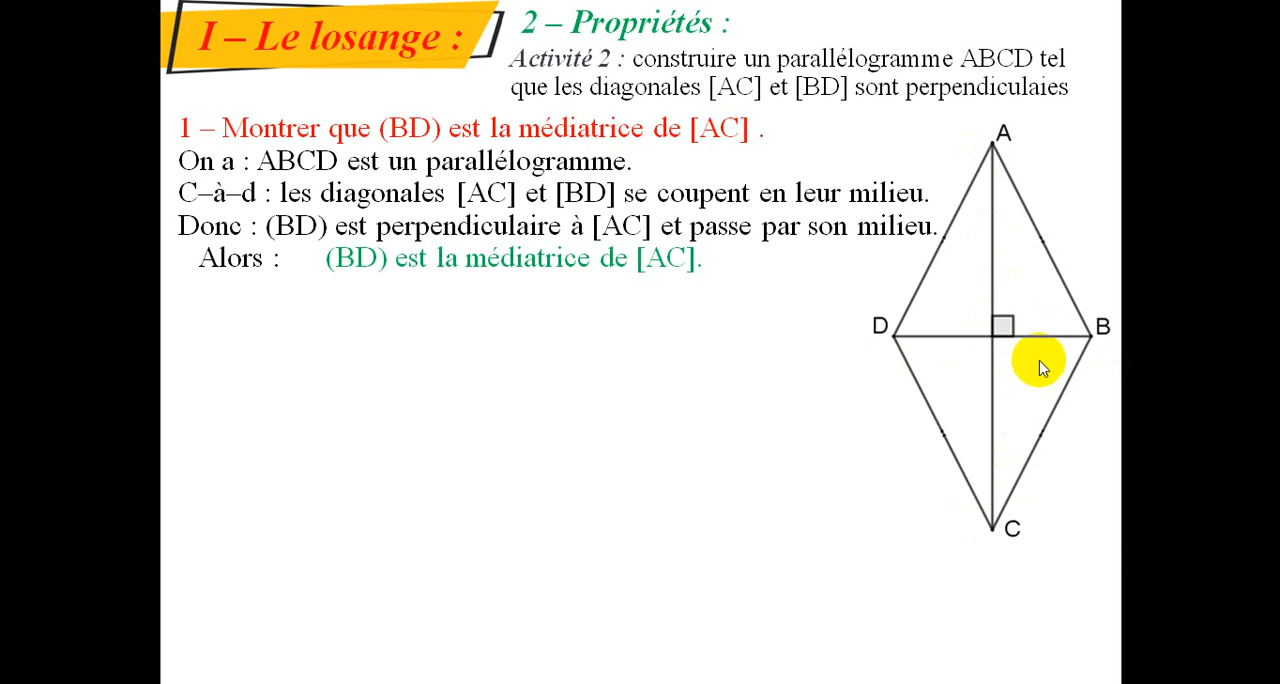 I – Le losange :
2 – Propriétés :
Activité 2 : construire un parallélogramme ABCD tel
que les diagonales [AC] et [BD] sont perpendiculaies
1 – Montrer que (BD) est la médiatrice de [AC] .
On a : ABCD est un parallélogramme.
C–à–d : les diagonales [AC] et [BD] se coupent en leur milieu.
Donc : (BD) est perpendiculaire à [AC] et passe par son milieu.
Alors : (BD) est la médiatrice de [AC].
A
D
B
C